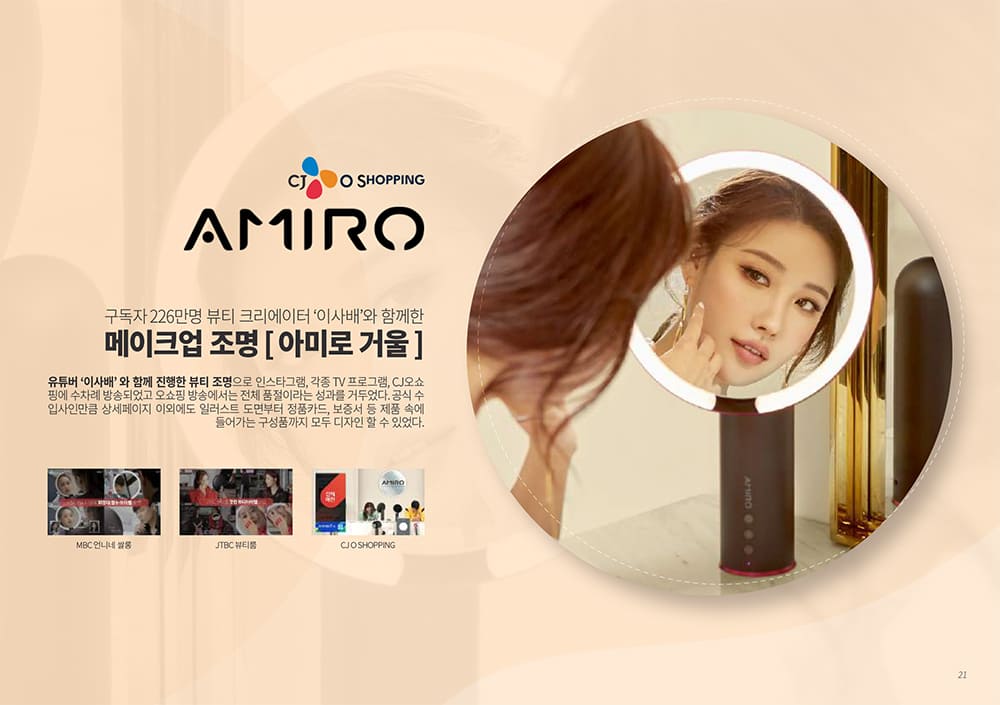 CJ O SHOPPING
AMIRO
구독자 226만명 뷰티 크리에이터 ‘이사배’와 함께한
메이크업 조명 [ 아미로 거울 ]
유튜버 ‘이사배’ 와 함께 진행한 뷰티 조명으로 인스타그램, 각종 TV 프로그램, CJ오쇼
핑에 수차례 방송되었고 오쇼핑 방송에서는 전체 품절이라는 성과를 거두었다. 공식 수
입사인만큼 상세페이지 이외에도 일러스트 도면부터 정품카드, 보증서 등 제품 속에
들어가는 구성품까지 모두 디자인 할 수 있었다.
AMIRO
MBC 언니네 쌀롱
JTBC 뷰티룸
CJ O SHOPPING
AMIRO
21